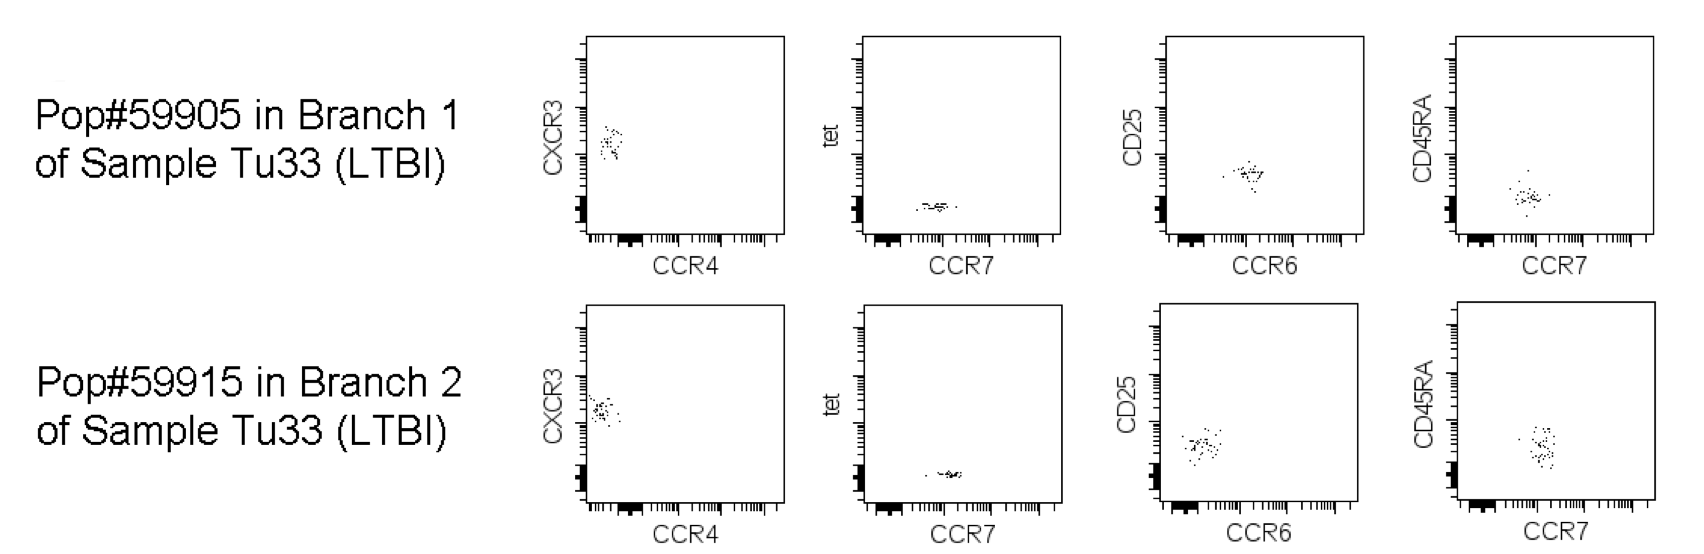 Pop#59905 in Branch 1
of Sample Tu33 (LTBI)
CXCR3
CCR4
tet
CCR7
CD25
CCR6
CD45RA
CCR7
Pop#59915 in Branch 2
of Sample Tu33 (LTBI)
CXCR3
CCR4
tet
CCR7
CD25
CCR6
CD45RA
CCR7